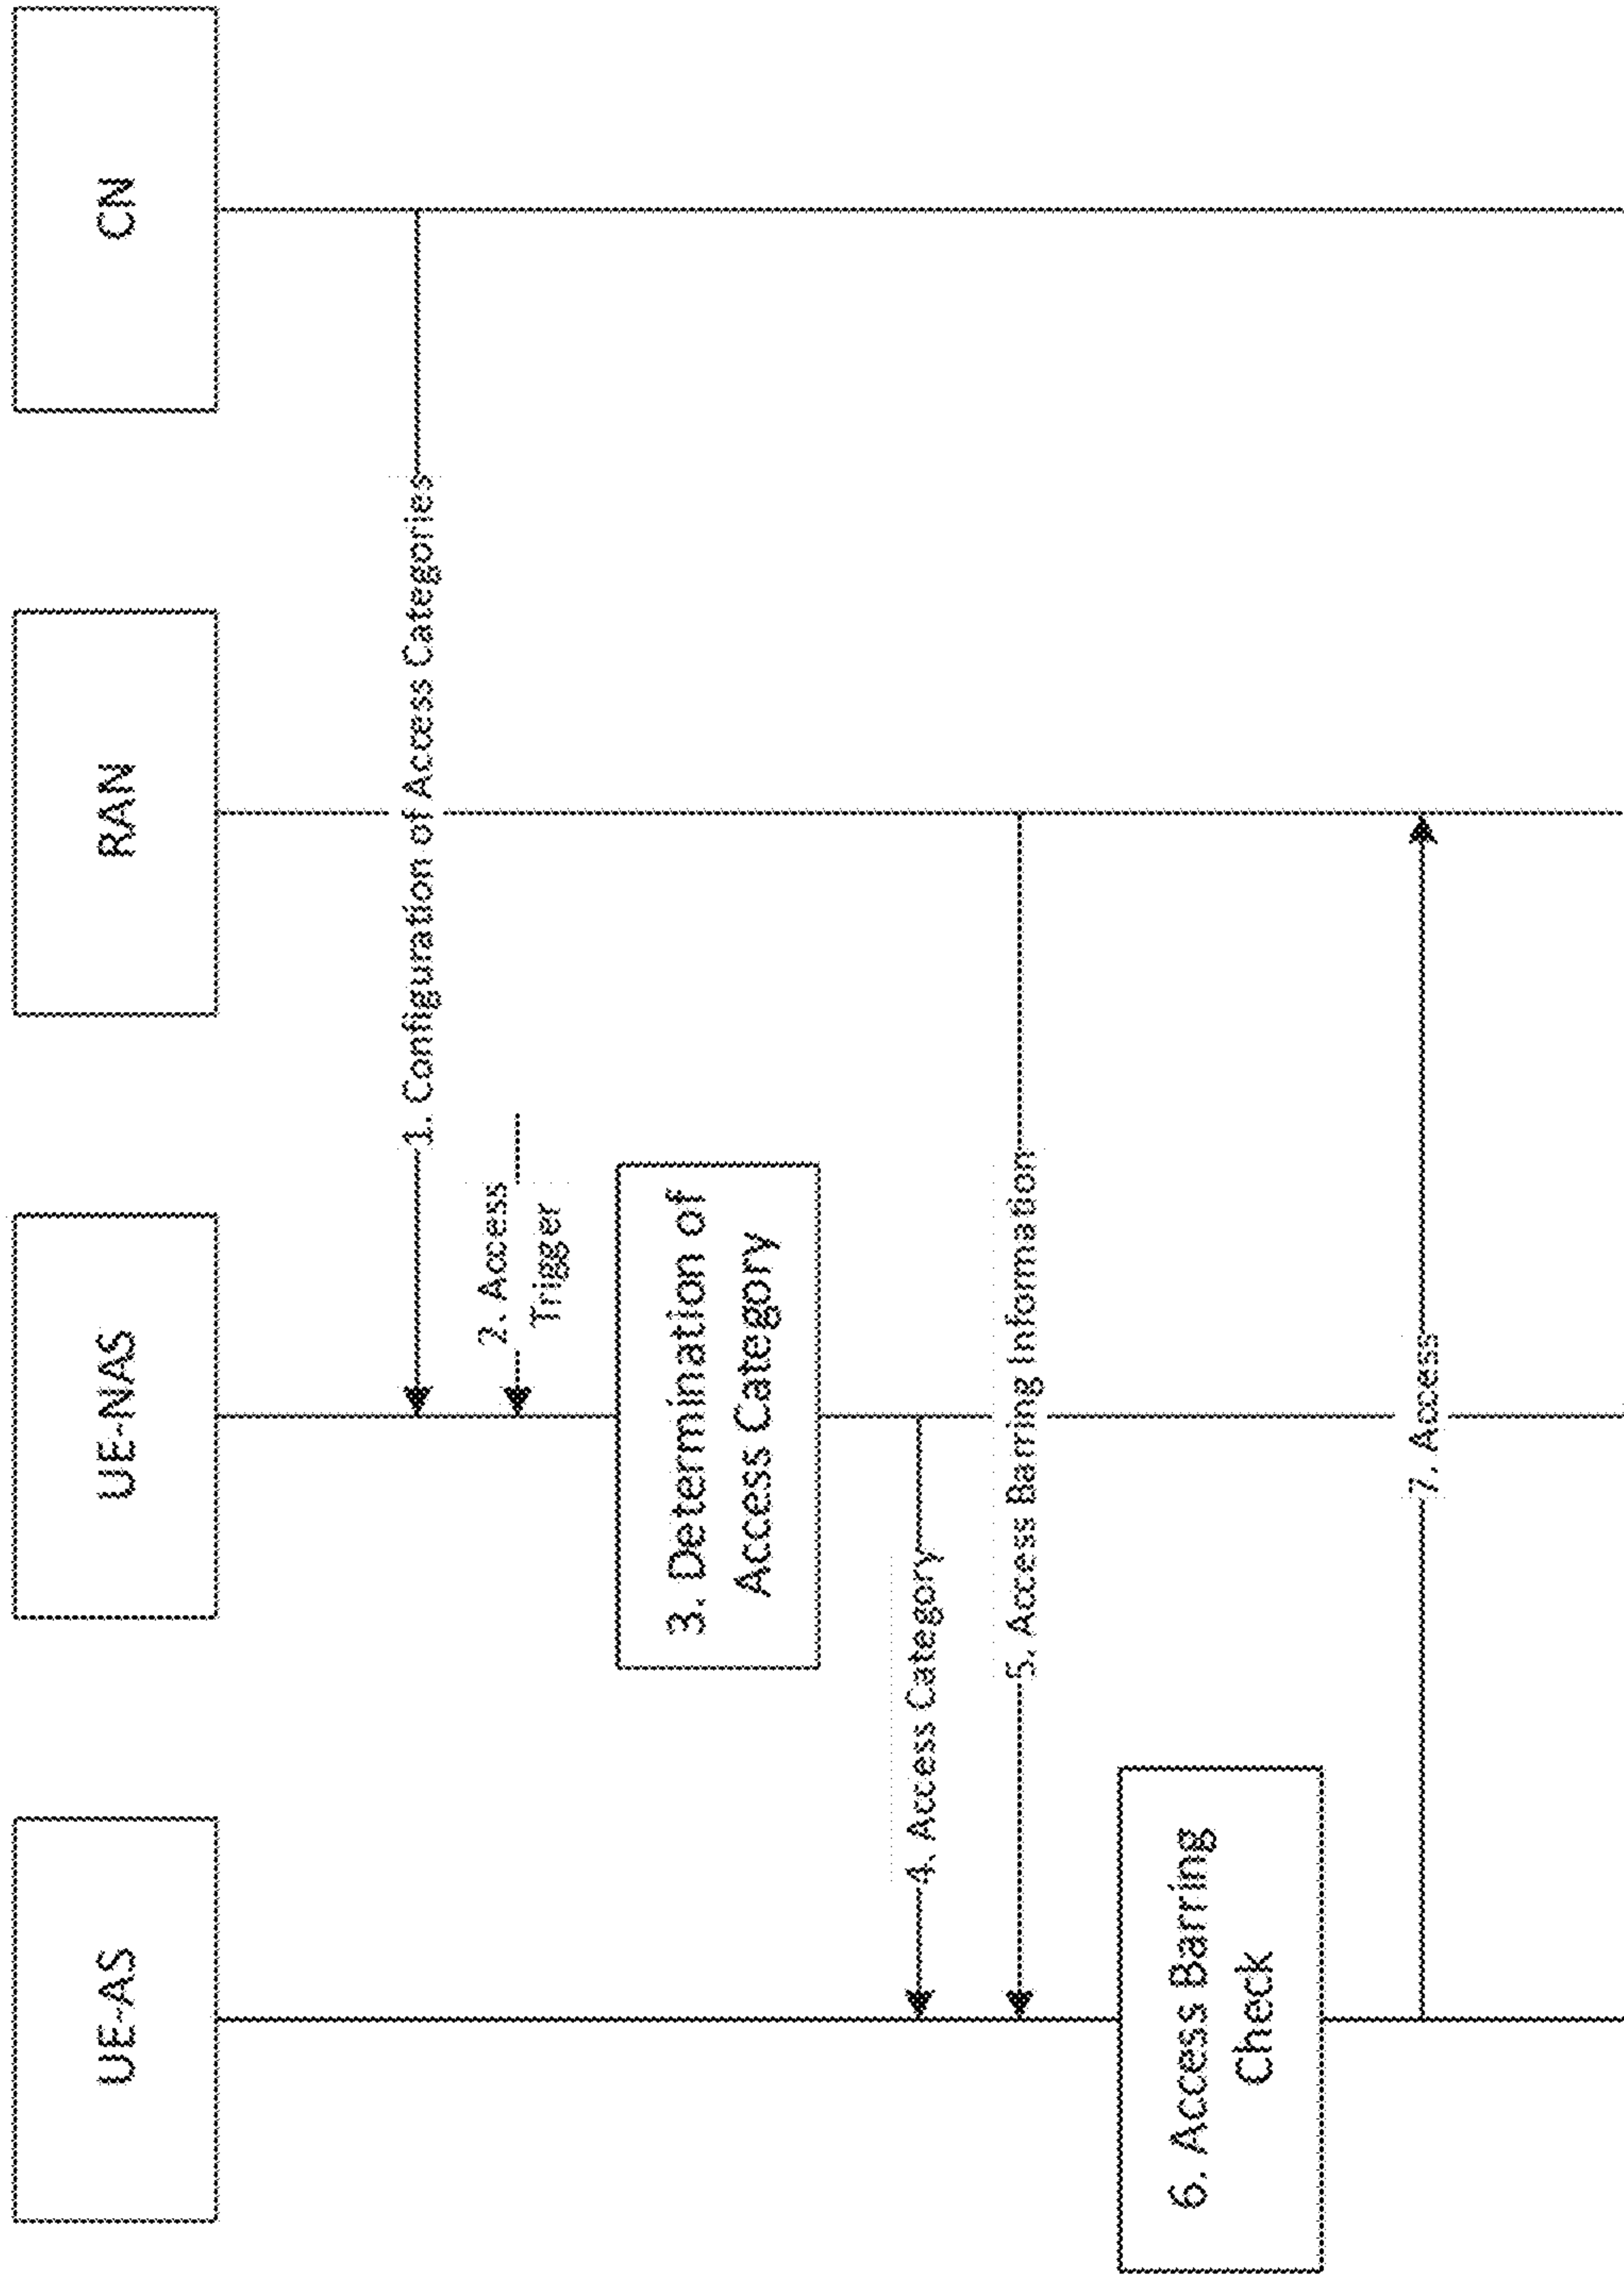 UE-AS
UE-NAS
RAN
CN
1. Configuration of Access Categories
2. Access
Trigger
3. Determination of
Access Category
4. Access Category
5. Access Barring Information
6. Access Barring
Check
7. Access